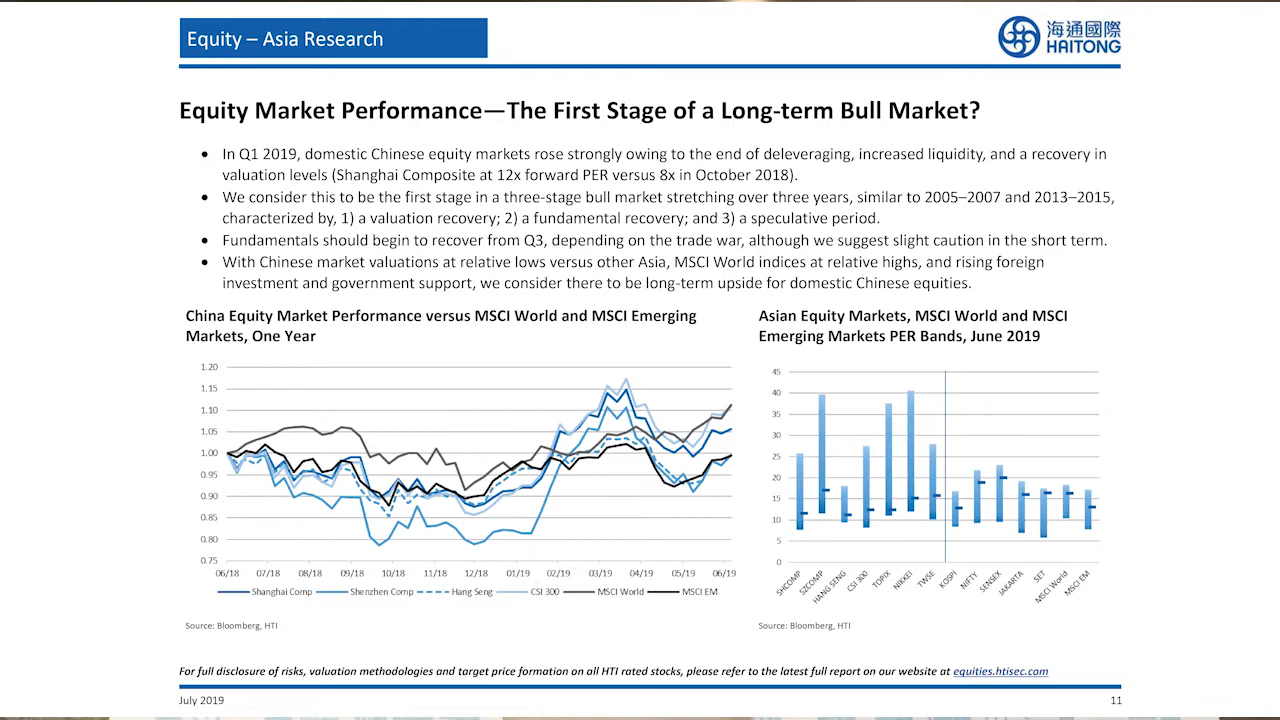 Equity – Asia Research
海通國際
HAITONG
Equity Market Performance—The First Stage of a Long-term Bull Market?
• In Q1 2019, domestic Chinese equity markets rose strongly owing to the end of deleveraging, increased liquidity, and a recovery in
valuation levels (Shanghai Composite at 12x forward PER versus 8x in October 2018).
• We consider this to be the first stage in a three-stage bull market stretching over three years, similar to 2005–2007 and 2013–2015,
characterized by, 1) a valuation recovery; 2) a fundamental recovery; and 3) a speculative period.
• Fundamentals should begin to recover from Q3, depending on the trade war, although we suggest slight caution in the short term.
• With Chinese market valuations at relative lows versus other Asia, MSCI World indices at relative highs, and rising foreign
investment and government support, we consider there to be long-term upside for domestic Chinese equities.
China Equity Market Performance versus MSCI World and MSCI Emerging
Markets, One Year
1.20
1.15
1.10
1.05
1.00
0.95
0.90
0.85
0.80
0.75
06/18 07/18 08/18 09/18 10/18 11/18 12/18 01/19 02/19 03/19 04/19 05/19 06/19
Shanghai Comp Shenzhen Comp Hang Seng CSI 300 MSCI World MSCI EM
Source: Bloomberg, HTI
Asian Equity Markets, MSCI World and MSCI
Emerging Markets PER Bands, June 2019
45
40
35
30
25
20
15
10
5
0
SHCOMP SZCOMP HANG SENG CSI 300 TOPIX NIKKEI TWSE KOSPI NIFTY SENSEX JAKARTA SET MSCI World MSCI EM
Source: Bloomberg, HTI
For full disclosure of risks, valuation methodologies and target price formation on all HTI rated stocks, please refer to the latest full report on our website at equities.htisec.com
July 2019
11